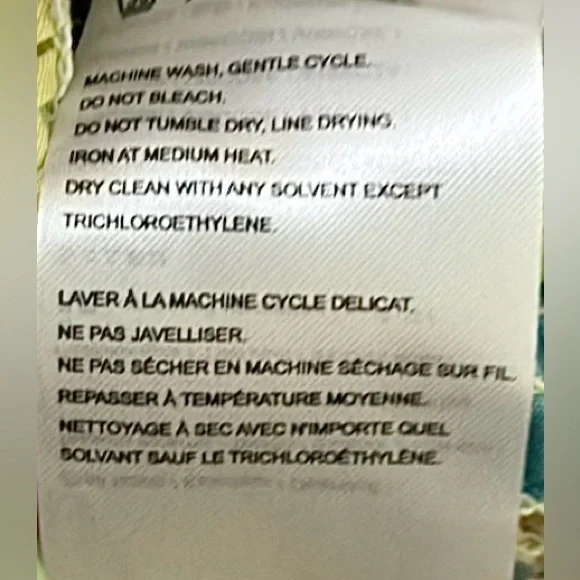 MACHINE WASH, GENTLE CYCLE.
DO NOT BLEACH.
DO NOT TUMBLE DRY, LINE DRYING.
IRON AT MEDIUM HEAT.
DRY CLEAN WITH ANY SOLVENT EXCEPT
TRICHLOROETHYLENE.
LAVER À LA MACHINE CYCLE DELICAT.
NE PAS JAVELLISER.
NE PAS SÉCHER EN MACHINE SÉCHAGE SUR FIL.
REPASSER À TEMPÉRATURE MOYENNE.
NETTOYAGE À SEC AVEC N'IMPORTE QUEL
SOLVANT SAUF LE TRICHLOROÉTHYLÈNE.